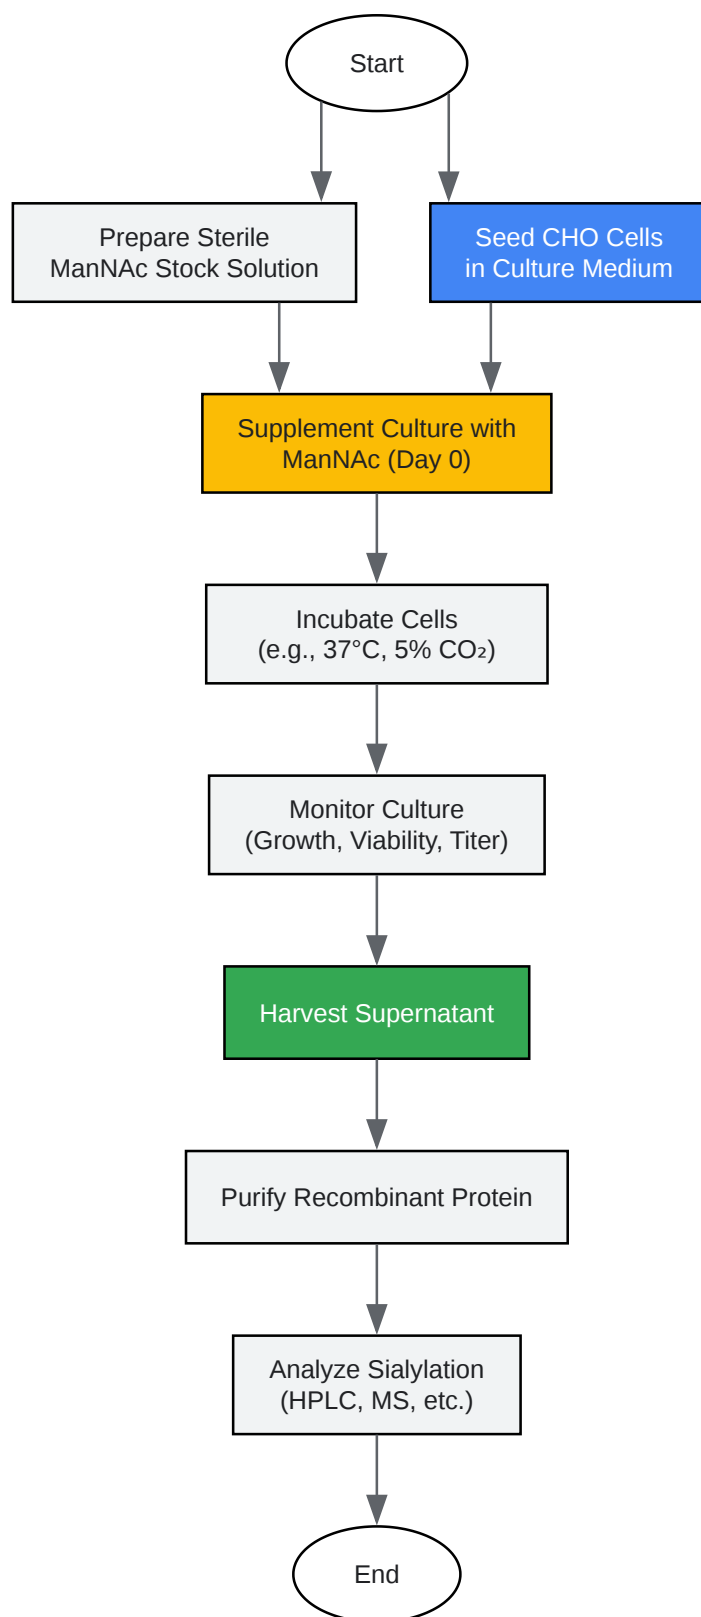 Start
Prepare Sterile
ManNAc Stock Solution
Seed CHO Cells
in Culture Medium
Supplement Culture with
ManNAc (Day 0)
Incubate Cells
(e.g., 37°C, 5% CO₂)
Monitor Culture
(Growth, Viability, Titer)
Harvest Supernatant
Purify Recombinant Protein
Analyze Sialylation
(HPLC, MS, etc.)
End